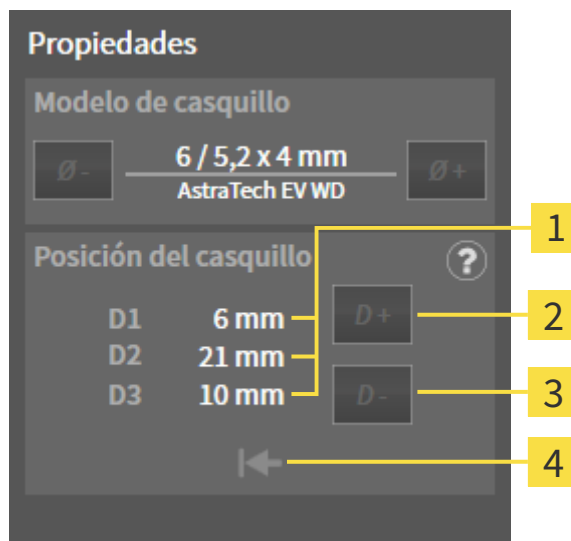 Propiedades
Modelo de casquillo
Ø -
6 / 5,2 x 4 mm
Ø +
AstraTech EV WD
1
Posición del casquillo
?
D1 6 mm
D +
2
D2 21 mm
D3 10 mm
D -
3
4